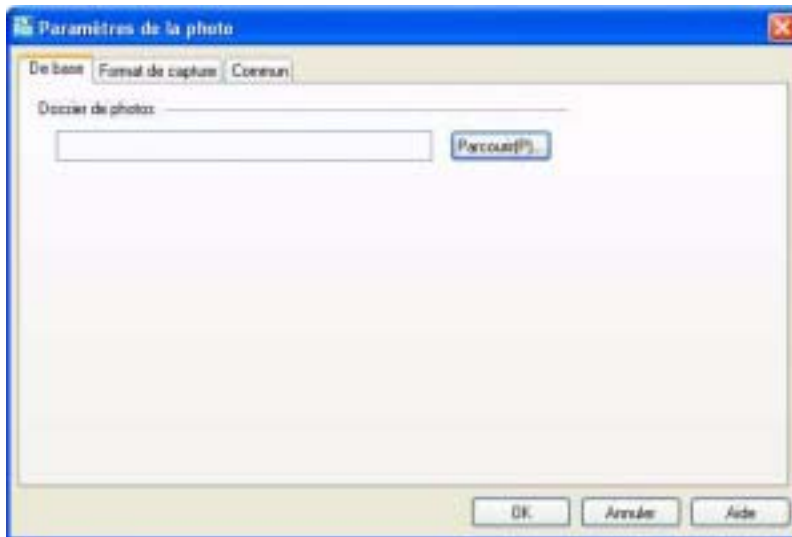 Paramètres de la photo
De base Format de capture Commun
Dossier de photos
Parcourir(P)...
OK Annuler Aide